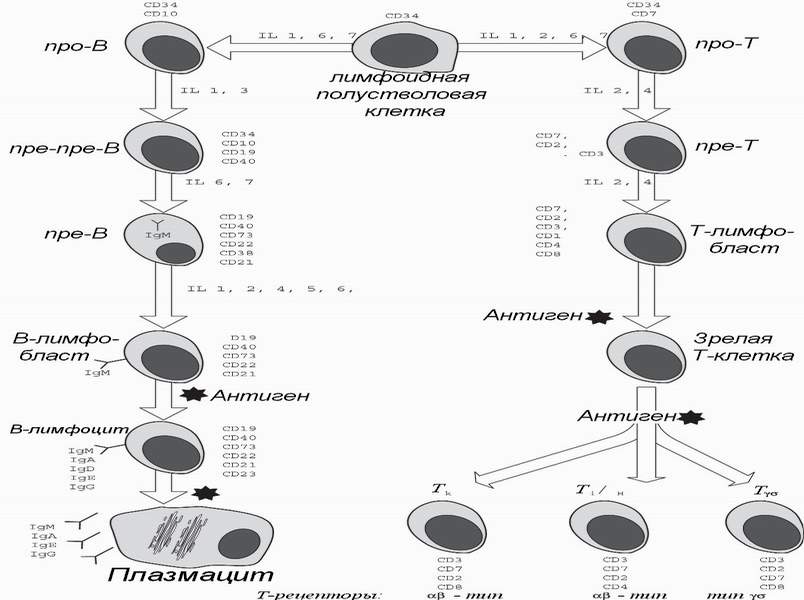 CD34
CD10
CD34
CD34
CD7
про-В
IL 1, 6, 7
IL 1, 2, 6, 7
про-Т
лимфоидная
полустволовая
клетка
IL 1, 3
IL 2, 4
пре-пре-В
CD34
CD10
CD19
CD40
CD7,
CD2,
. CD3
пре-Т
IL 6, 7
IL 2, 4
пре-В
IgM
CD19
CD40
CD73
CD22
CD38
CD21
CD7,
CD2,
CD3,
CD1
CD4
CD8
Т-лимфо-
бласт
IL 1, 2, 4, 5, 6,
Антиген
В-лимфо-
бласт
IgM
D19
CD40
CD73
CD22
CD21
Зрелая
Т-клетка
Антиген
Антиген
В-лимфоцит
IgM
IgA
IgD
IgE
IgG
CD19
CD40
CD73
CD22
CD21
CD23
IgM
IgA
IgE
IgG
Плазмацит
Tk
T1/ н
Tγσ
CD3
CD7
CD2
CD8
CD3
CD7
CD2
CD4
CD3
CD2
CD7
CD8
Т-рецепторы:
αβ - тип
αβ - тип
тип γσ